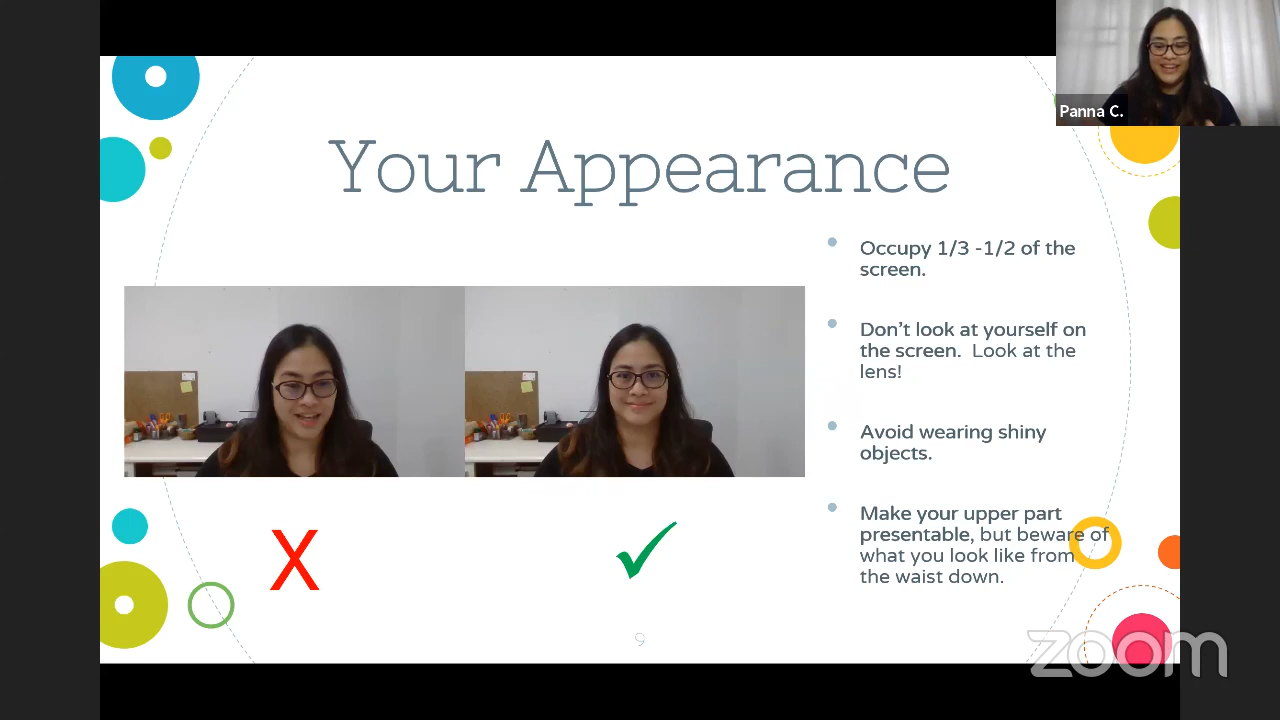 Panna C.
Your Appearance
Occupy 1/3 -1/2 of the
screen.
Don't look at yourself on
the screen.  Look at the
lens!
Avoid wearing shiny
objects.
Make your upper part
presentable, but beware of
what you look like from
the waist down.
X
9
zoom